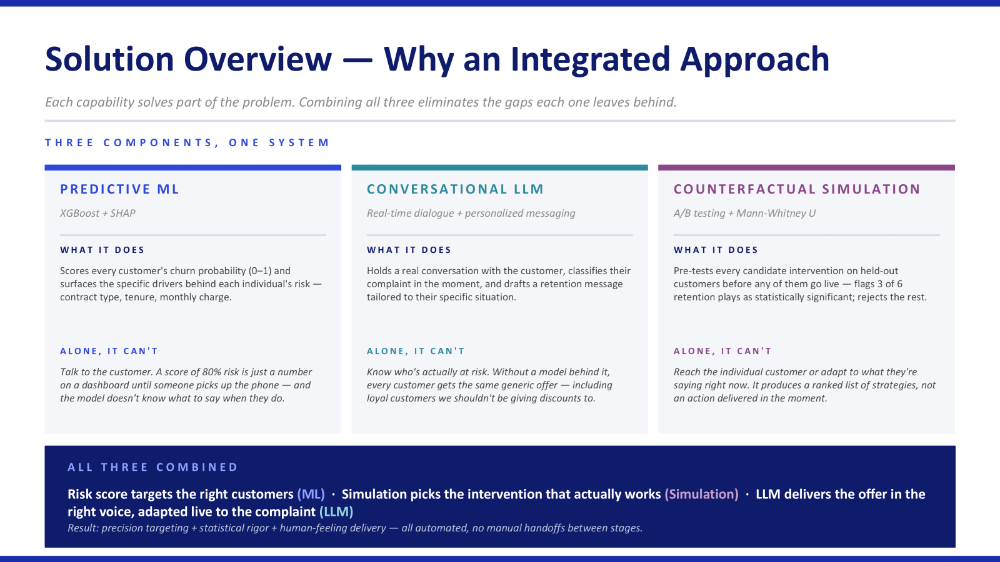 Solution Overview — Why an Integrated Approach
Each capability solves part of the problem. Combining all three eliminates the gaps each one leaves behind.
THREE COMPONENTS, ONE SYSTEM
PREDICTIVE ML
XGBoost + SHAP
WHAT IT DOES
Scores every customer's churn probability (0–1) and
surfaces the specific drivers behind each individual's risk —
contract type, tenure, monthly charge.
ALONE, IT CAN'T
Talk to the customer. A score of 80% risk is just a number
on a dashboard until someone picks up the phone — and
the model doesn't know what to say when they do.
CONVERSATIONAL LLM
Real-time dialogue + personalized messaging
WHAT IT DOES
Holds a real conversation with the customer, classifies their
complaint in the moment, and drafts a retention message
tailored to their specific situation.
ALONE, IT CAN'T
Know who's actually at risk. Without a model behind it,
every customer gets the same generic offer — including
loyal customers we shouldn't be giving discounts to.
COUNTERFACTUAL SIMULATION
A/B testing + Mann-Whitney U
WHAT IT DOES
Pre-tests every candidate intervention on held-out
customers before any of them go live — flags 3 of 6
retention plays as statistically significant; rejects the rest.
ALONE, IT CAN'T
Reach the individual customer or adapt to what they're
saying right now. It produces a ranked list of strategies, not
an action delivered in the moment.
ALL THREE COMBINED
Risk score targets the right customers (ML) · Simulation picks the intervention that actually works (Simulation) · LLM delivers the offer in the
right voice, adapted live to the complaint (LLM)
Result: precision targeting + statistical rigor + human-feeling delivery — all automated, no manual handoffs between stages.